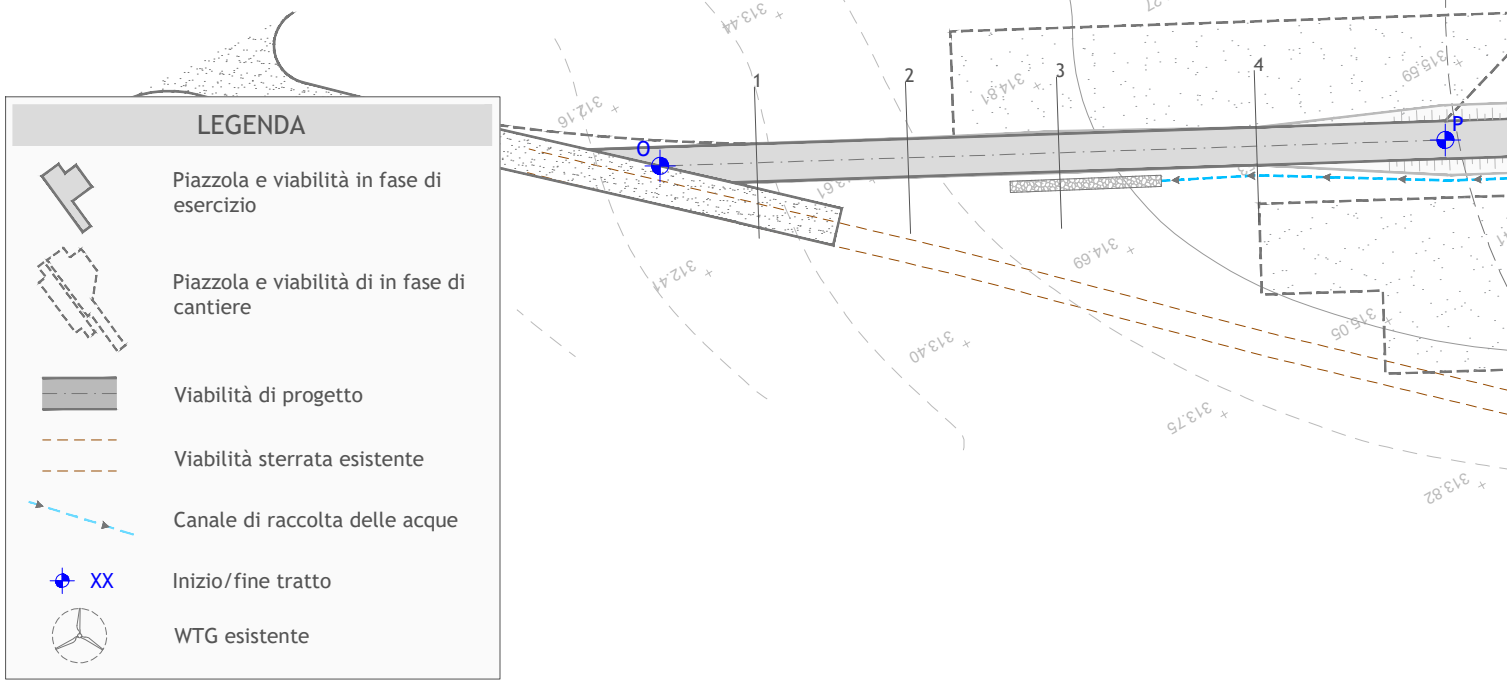 LEGENDA
Piazzola e viabilità in fase di
esercizio
Piazzola e viabilità di in fase di
cantiere
Viabilità di progetto
Viabilità sterrata esistente
Canale di raccolta delle acque
XX
Inizio/fine tratto
WTG esistente
313.44
315.69
314.81
312.16
1
2
3
4
O
P
314.69
312.41
315.05
313.40
313.75
313.82